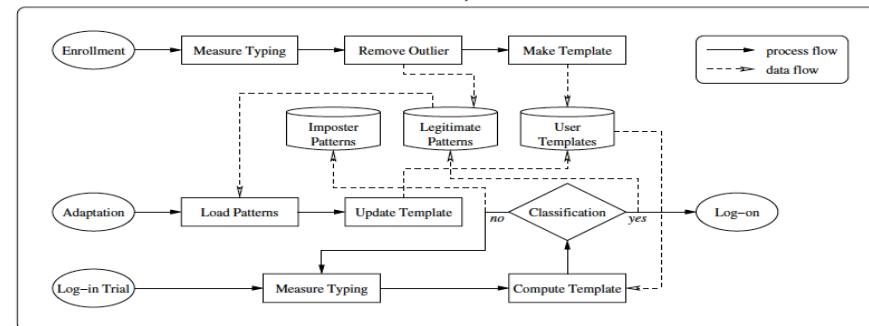 Enrollment
Measure Typing
Remove Outlier
Make Template
process flow
data flow
Imposter
Patterns
Legitimate
Patterns
User
Templates
Adaptation
Load Patterns
Update Template
no
Classification
yes
Log-on
Log-in Trial
Measure Typing
Compute Template